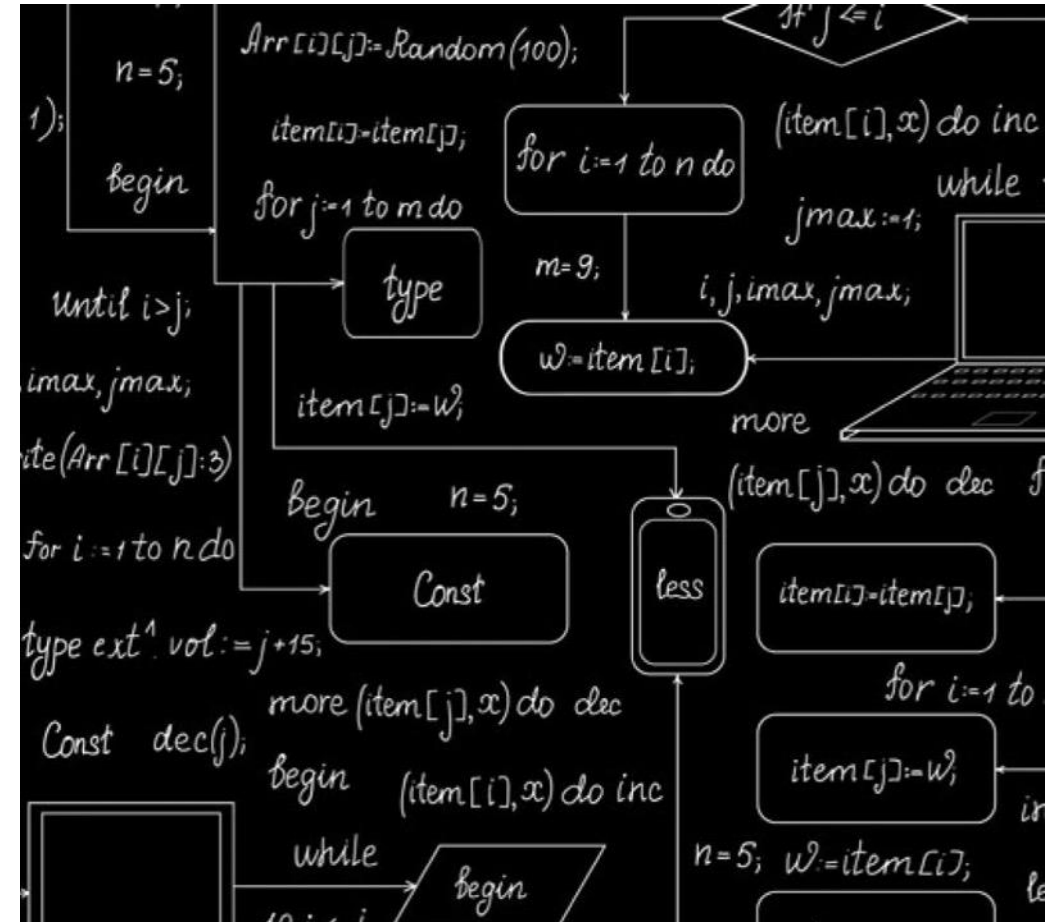 If j <= i
Arr[i][j]:=Random(100);
n=5;
1);
item[i]=item[j];
for i:=1 to n do
(item[i],x) do inc
begin
for j:=1 to m do
while
jmax:=1;
type
m=9;
i, j, imax, jmax;
Until i>j;
w:=item[i];
imax, jmax;
item[j]:=w;
more
ite(Arr[i][j]:3)
(item[j],x) do dec
begin n=5;
for i:=1 to n do
Const
less
item[i]=item[j];
type ext^1. vol:=j+15;
for i:=1 to
more (item[j],x) do dec
Const dec(j);
item[j]:=w;
begin
(item[i],x) do inc
while
n=5; w:=item[i];
begin